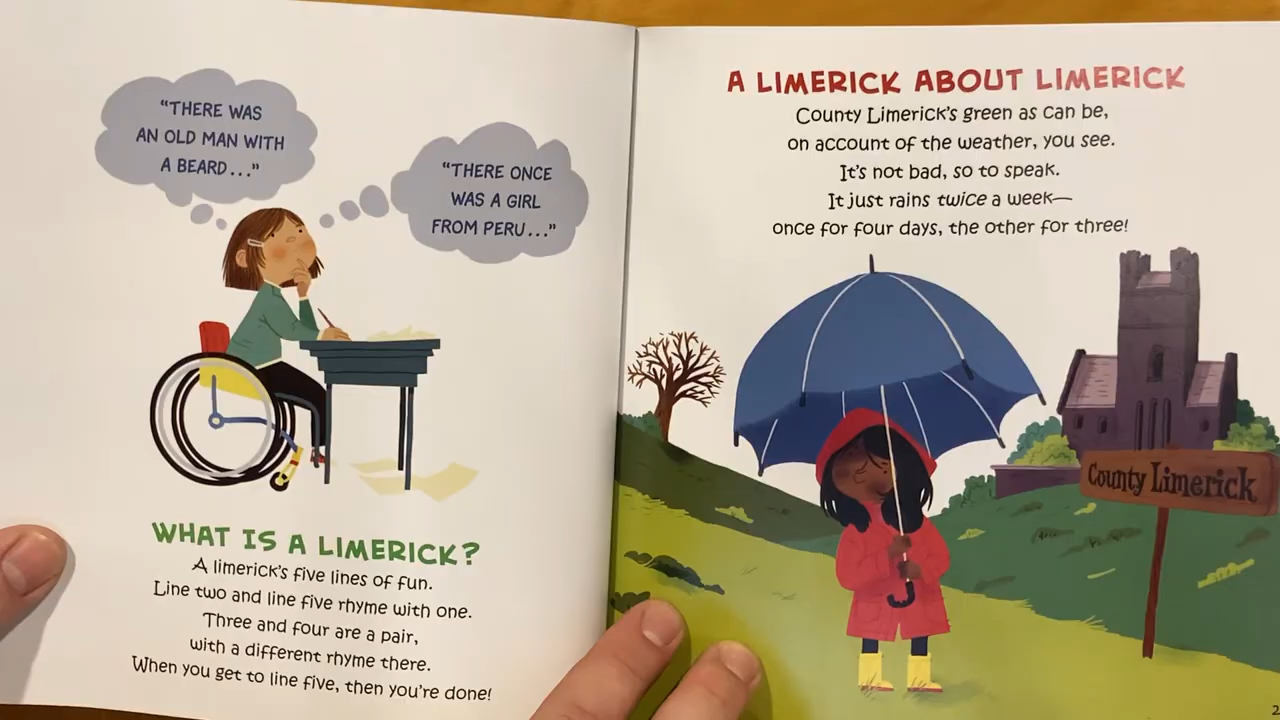 “THERE WAS
AN OLD MAN WITH
A BEARD...”
“THERE ONCE
WAS A GIRL
FROM PERU...”
WHAT IS A LIMERICK?
A limerick’s five lines of fun.
Line two and line five rhyme with one.
Three and four are a pair,
with a different rhyme there.
When you get to line five, then you’re done!
A LIMERICK ABOUT LIMERICK
County Limerick’s green as can be,
on account of the weather, you see.
It’s not bad, so to speak.
It just rains twice a week—
once for four days, the other for three!
County Limerick
2